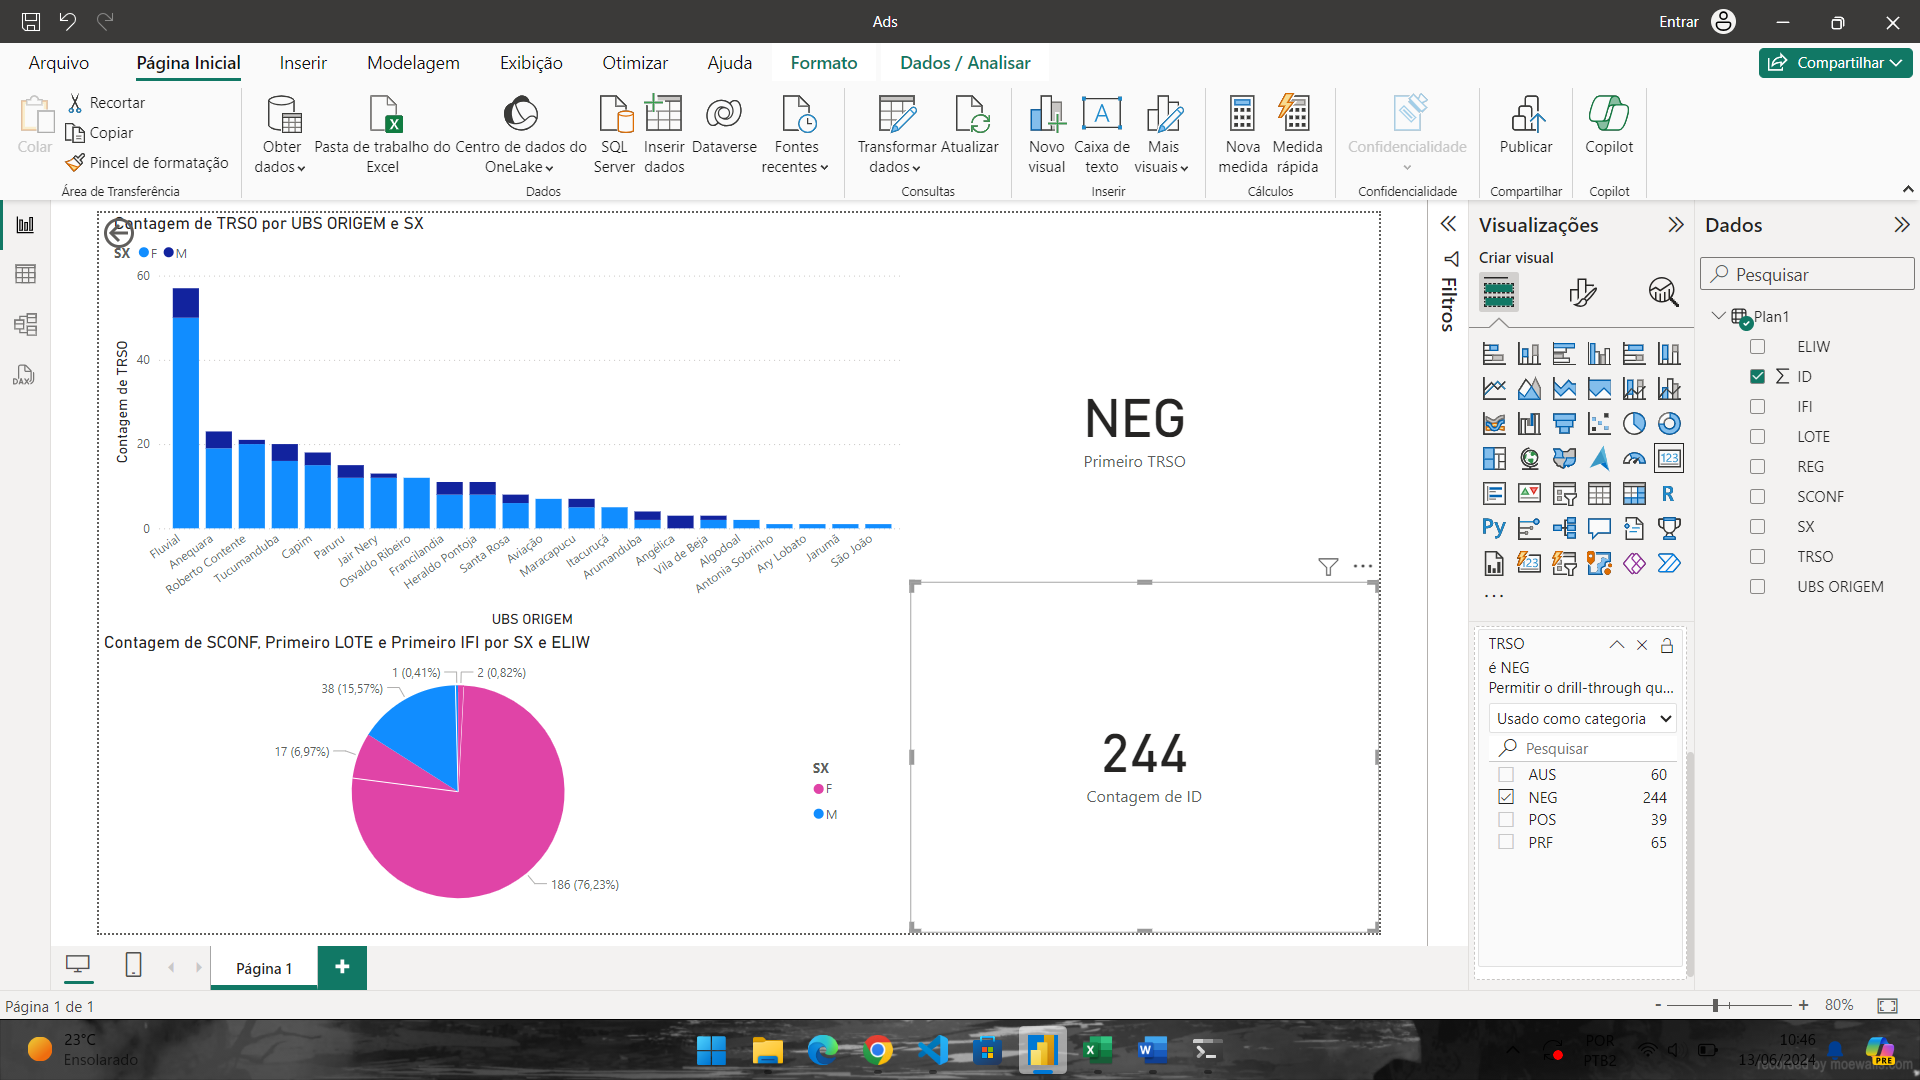 Ads
Entrar
Arquivo
Página Inicial
Inserir
Modelagem
Exibição
Otimizar
Ajuda
Formato
Dados / Analisar
Compartilhar
Colar
Recortar
Copiar
Pincel de formatação
Área de Transferência
Obter dados
Pasta de trabalho do Excel
Centro de dados do OneLake
SQL Server
Inserir dados
Dataverse
Fontes recentes
Dados
Transformar dados
Atualizar
Consultas
Novo visual
Caixa de texto
Mais visuais
Inserir
Nova medida
Medida rápida
Cálculos
Confidencialidade
Confidencialidade
Publicar
Compartilhar
Copilot
Copilot
Contagem de TRSO por UBS ORIGEM e SX
SX F M
Contagem de TRSO
60
40
20
0
Fluvial
Anequara
Roberto Contente
Tucumanduba
Capim
Paruru
Jair Nery
Osvaldo Ribeiro
Francilandia
Heraldo Pontoja
Santa Rosa
Aviação
Maracapucu
Itacuruçá
Arumanduba
Angélica
Vila de Beja
Algodoal
Antonia Sobrinho
Ary Lobato
Jarumã
São João
UBS ORIGEM
NEG
Primeiro TRSO
Contagem de SCONF, Primeiro LOTE e Primeiro IFI por SX e ELIW
1 (0,41%)
2 (0,82%)
38 (15,57%)
17 (6,97%)
186 (76,23%)
SX
F
M
244
Contagem de ID
Filtros
Visualizações
Criar visual
123
R
Py
123
TRSO
é NEG
Permitir o drill-through qu...
Usado como categoria
Pesquisar
AUS 60
NEG 244
POS 39
PRF 65
Dados
Pesquisar
Plan1
ELIW
ID
IFI
LOTE
REG
SCONF
SX
TRSO
UBS ORIGEM
DAX
Página 1
Página 1 de 1
80%
23°C
Ensolarado
POR
PTB2
10:46
13/06/2024
PRE
recorded by moewalls.com